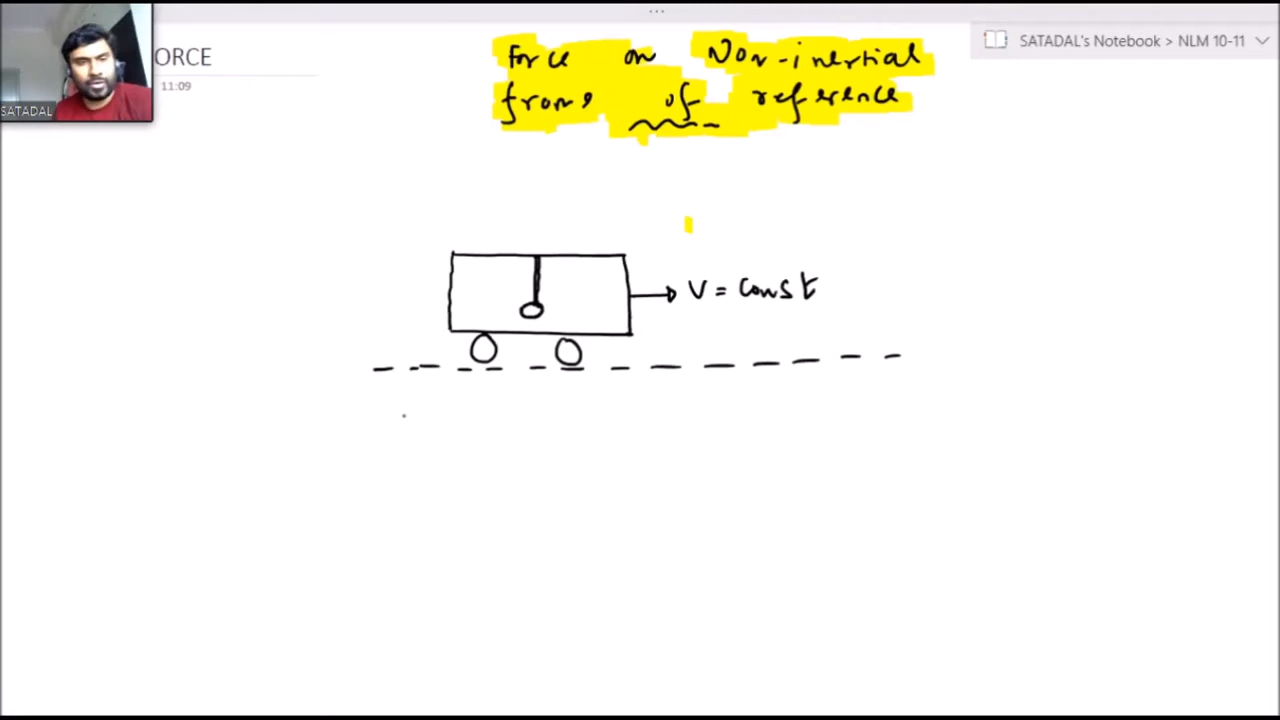 ORCE
11:09
SATADAL
SATADAL's Notebook > NLM 10-11
Force on Non-inertial
frame of reference
V = Const